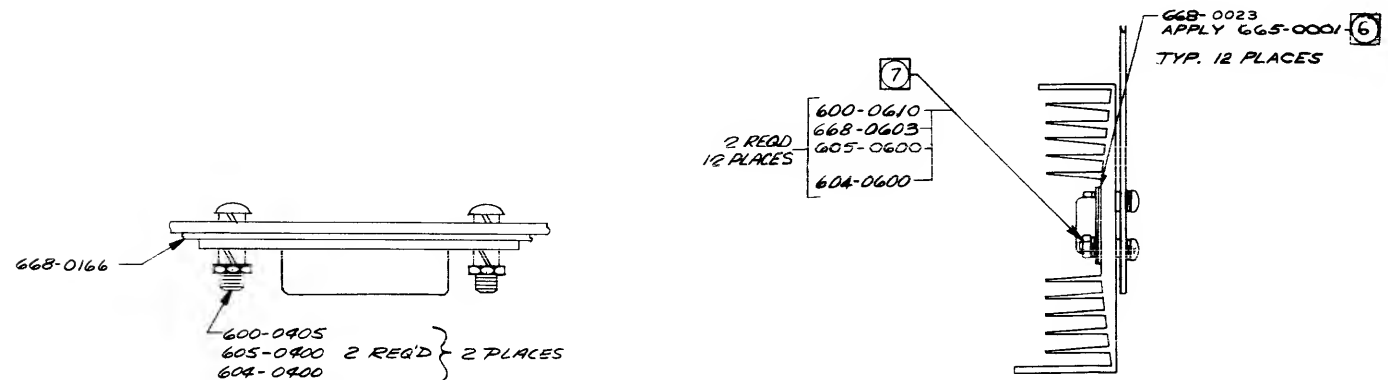 668-0166
600-0405
605-0400 2 REQ'D 2 PLACES
604-0400
7
600-0610
668-0603
2 REQD
12 PLACES
605-0600
604-0600
668-0023
APPLY 665-0001 6
TYP. 12 PLACES